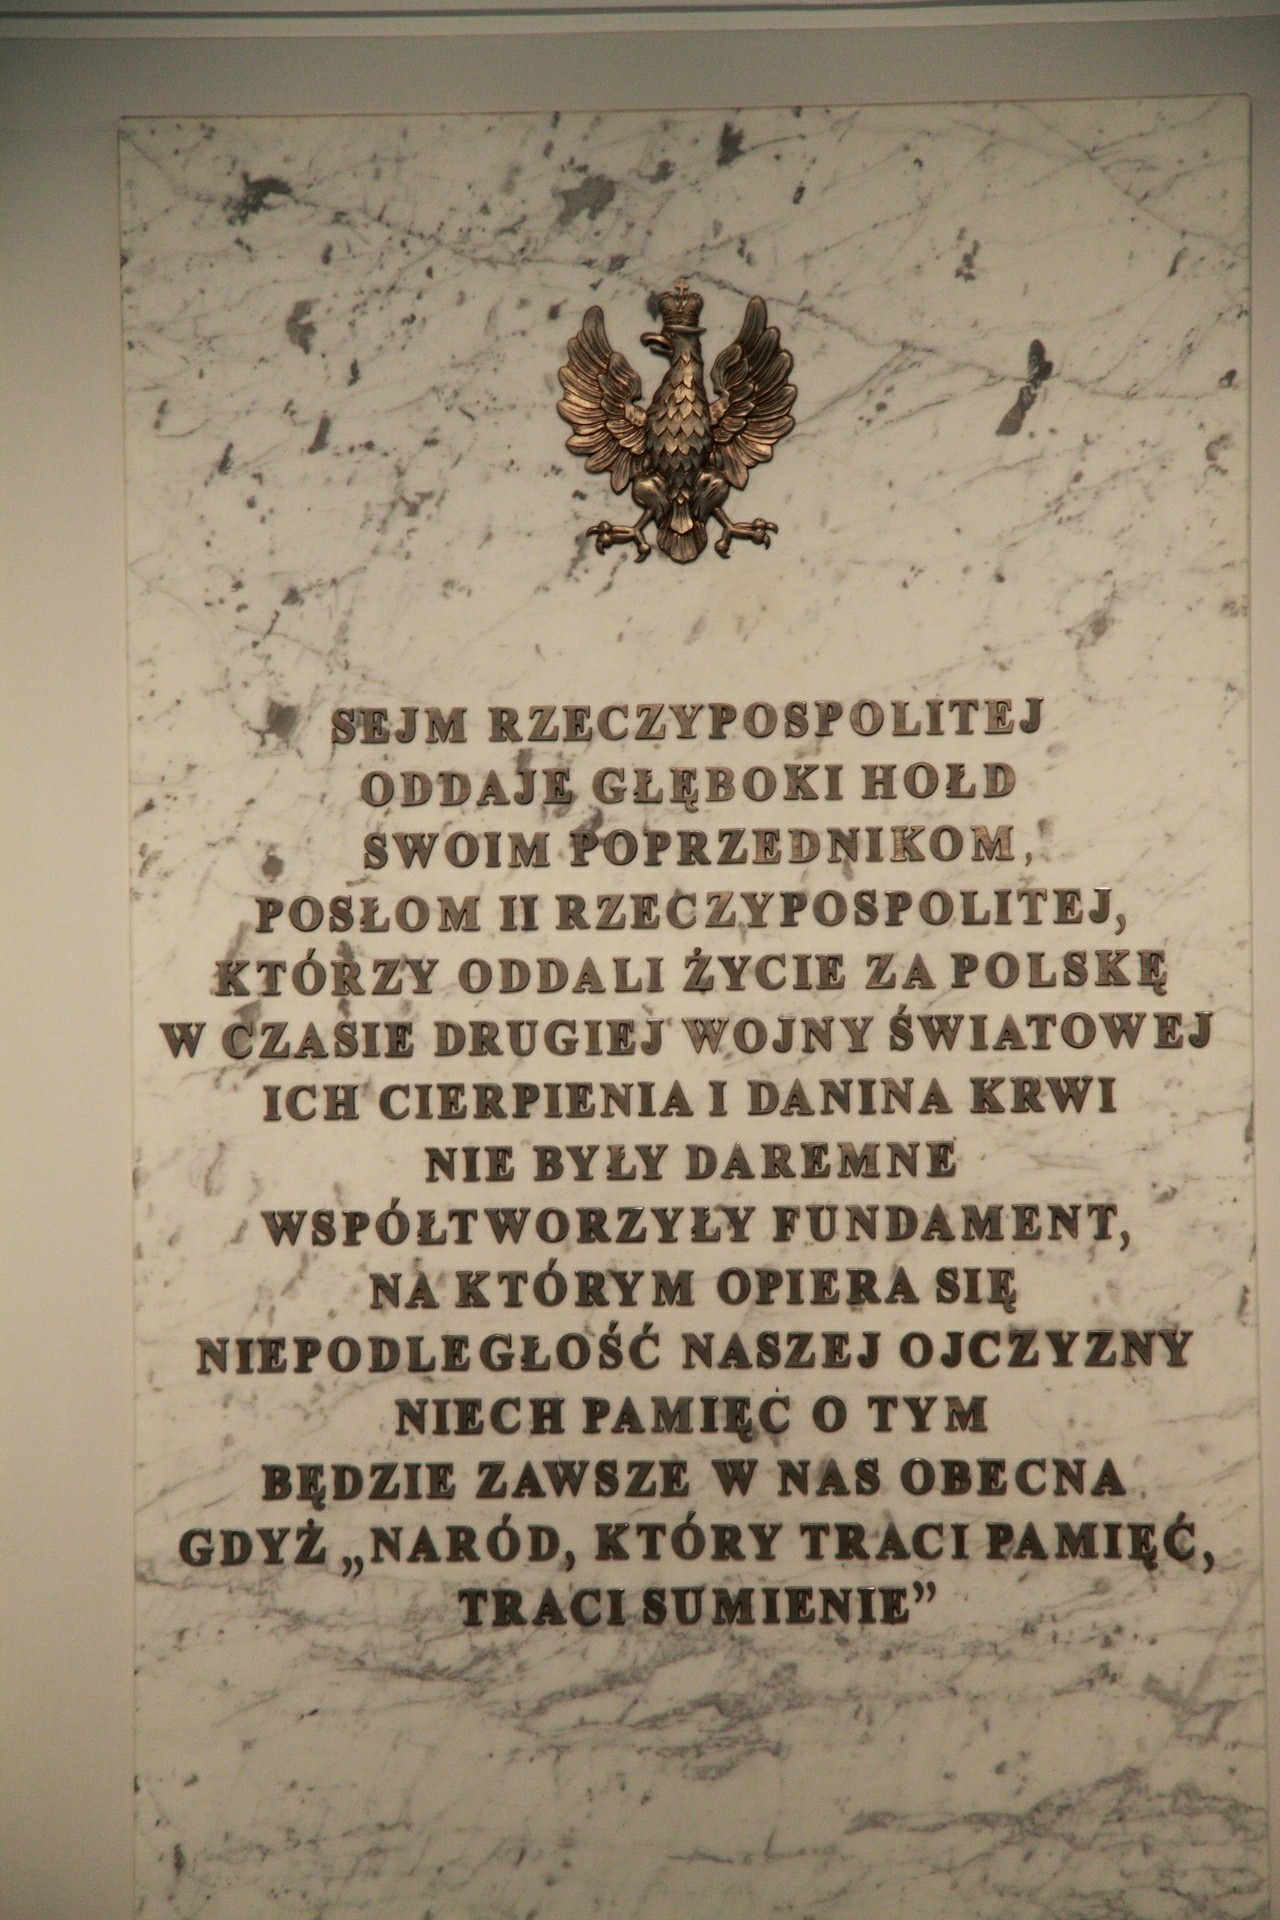 SEJM RZECZYPOSPOLITEJ
ODDAJE GŁĘBOKI HOŁD
SWOIM POPRZEDNIKOM,
POSŁOM II RZECZYPOSPOLITEJ,
KTÓRZY ODDALI ŻYCIE ZA POLSKĘ
W CZASIE DRUGIEJ WOJNY ŚWIATOWEJ
ICH CIERPIENIA I DANINA KRWI
NIE BYŁY DAREMNE
WSPÓŁTWORZYŁY FUNDAMENT,
NA KTÓRYM OPIERA SIĘ
NIEPODLEGŁOŚĆ NASZEJ OJCZYZNY
NIECH PAMIĘĆ O TYM
BĘDZIE ZAWSZE W NAS OBECNA
GDYŻ „NARÓD, KTÓRY TRACI PAMIĘĆ,
TRACI SUMIENIE”